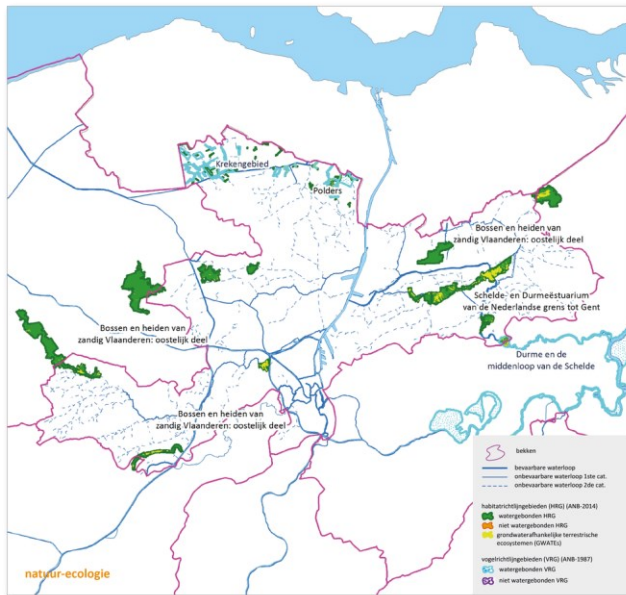 Krekengebied
Polders
Bossen en heiden van
zandig Vlaanderen: oostelijk deel
Schelde- en Durmeëstuarium
van de Nederlandse grens tot Gent
Bossen en heiden van
zandig Vlaanderen: oostelijk deel
Durme en de
middenloop van de Schelde
Bossen en heiden van
zandig Vlaanderen: oostelijk deel
bekken
bevaarbare waterloop
onbevaarbare waterloop 1ste cat.
onbevaarbare waterloop 2de cat.
habitatrichtlijngebieden (HRG) (ANB-2014)
watergebonden HRG
niet watergebonden HRG
grondwaterafhankelijke terrestrische
ecosystemen (GWATEs)
vogelrichtlijngebieden (VRG) (ANB-1987)
watergebonden VRG
niet watergebonden VRG
natuur-ecologie